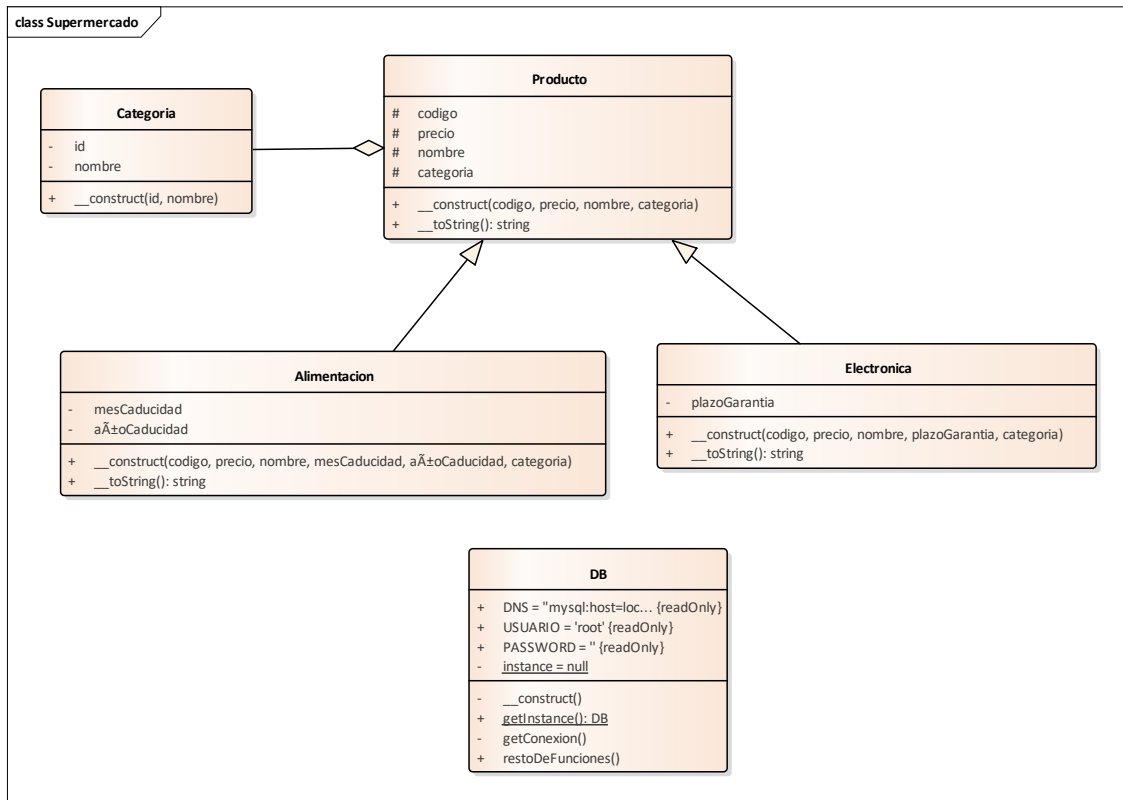 class Supermercado
Categoria
- id
- nombre
+ __construct(id, nombre)
Producto
# codigo
# precio
# nombre
# categoria
+ __construct(codigo, precio, nombre, categoria)
+ __toString(): string
Alimentacion
- mesCaducidad
- aÃ±oCaducidad
+ __construct(codigo, precio, nombre, mesCaducidad, aÃ±oCaducidad, categoria)
+ __toString(): string
Electronica
- plazoGarantia
+ __construct(codigo, precio, nombre, plazoGarantia, categoria)
+ __toString(): string
DB
+ DNS = "mysql:host=loc... {readOnly}
+ USUARIO = 'root' {readOnly}
+ PASSWORD = '' {readOnly}
- instance = null
- __construct()
+ getInstance(): DB
- getConexion()
+ restoDeFunciones()